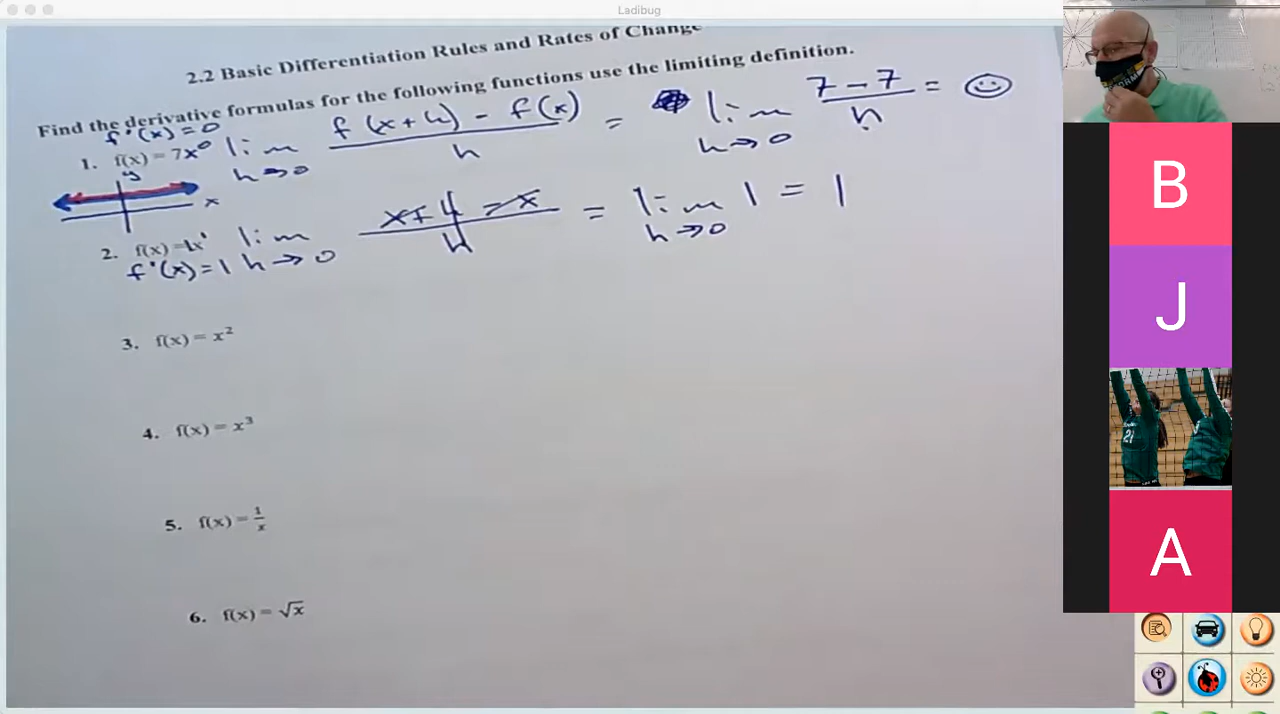 Ladibug
2.2 Basic Differentiation Rules and Rates of Change
Find the derivative formulas for the following functions use the limiting definition.
f'(x) = 0
1. f(x) = 7x⁰ lim h→0 f(x+h) - f(x) / h = lim h→0 7-7 / h = ☺
y
x
2. f(x) = 1x¹ lim h→0 x+h-x / h = lim h→0 1 = 1
f'(x) = 1
3. f(x) = x²
4. f(x) = x³
5. f(x) = 1/x
6. f(x) = √x
B
J
21
A